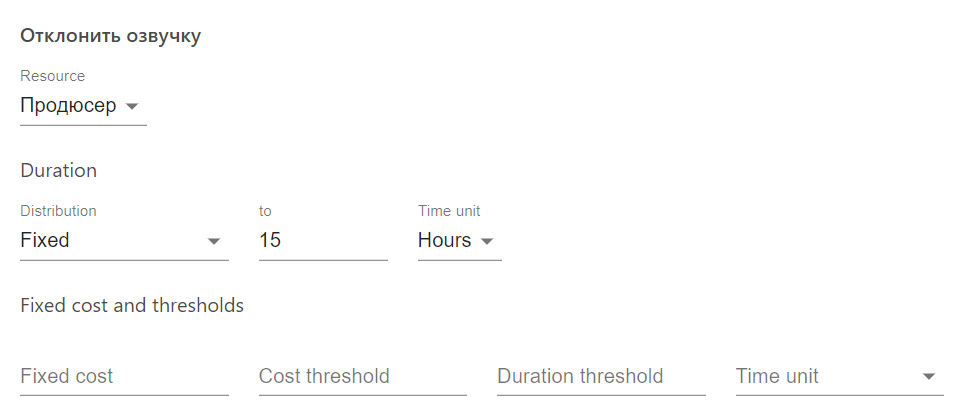 Отклонить озвучку
Resource
Продюсер
Duration
Distribution to Time unit
Fixed 15 Hours
Fixed cost and thresholds
Fixed cost Cost threshold Duration threshold Time unit